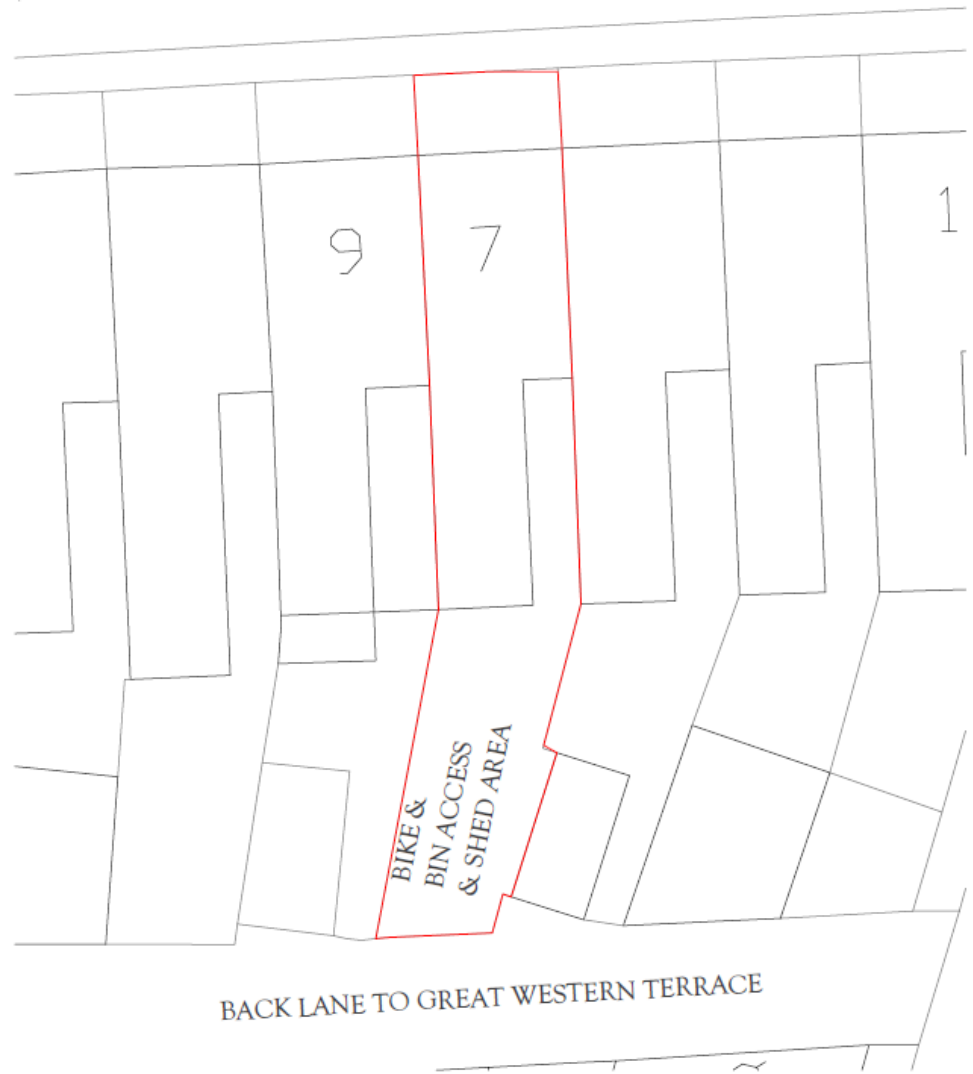 9
7
1
BIKE &
BIN ACCESS
& SHED AREA
BACK LANE TO GREAT WESTERN TERRACE